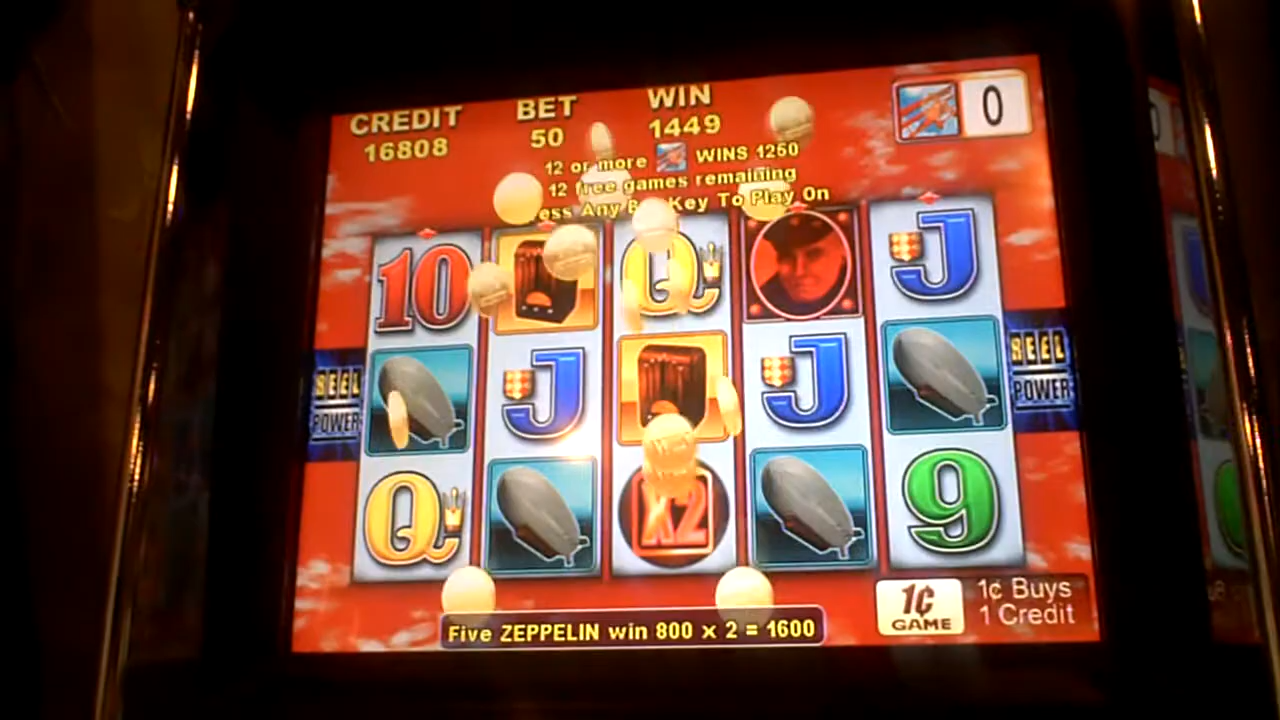 CREDIT BET WIN
16808 50 1449
0
12 or more WINS 1250
12 free games remaining
Any Key To Play On
10 Q J
REEL POWER
J J
REEL POWER
Q X2 9
1¢ GAME
1¢ Buys
1 Credit
Five ZEPPELIN win 800 x 2 = 1600